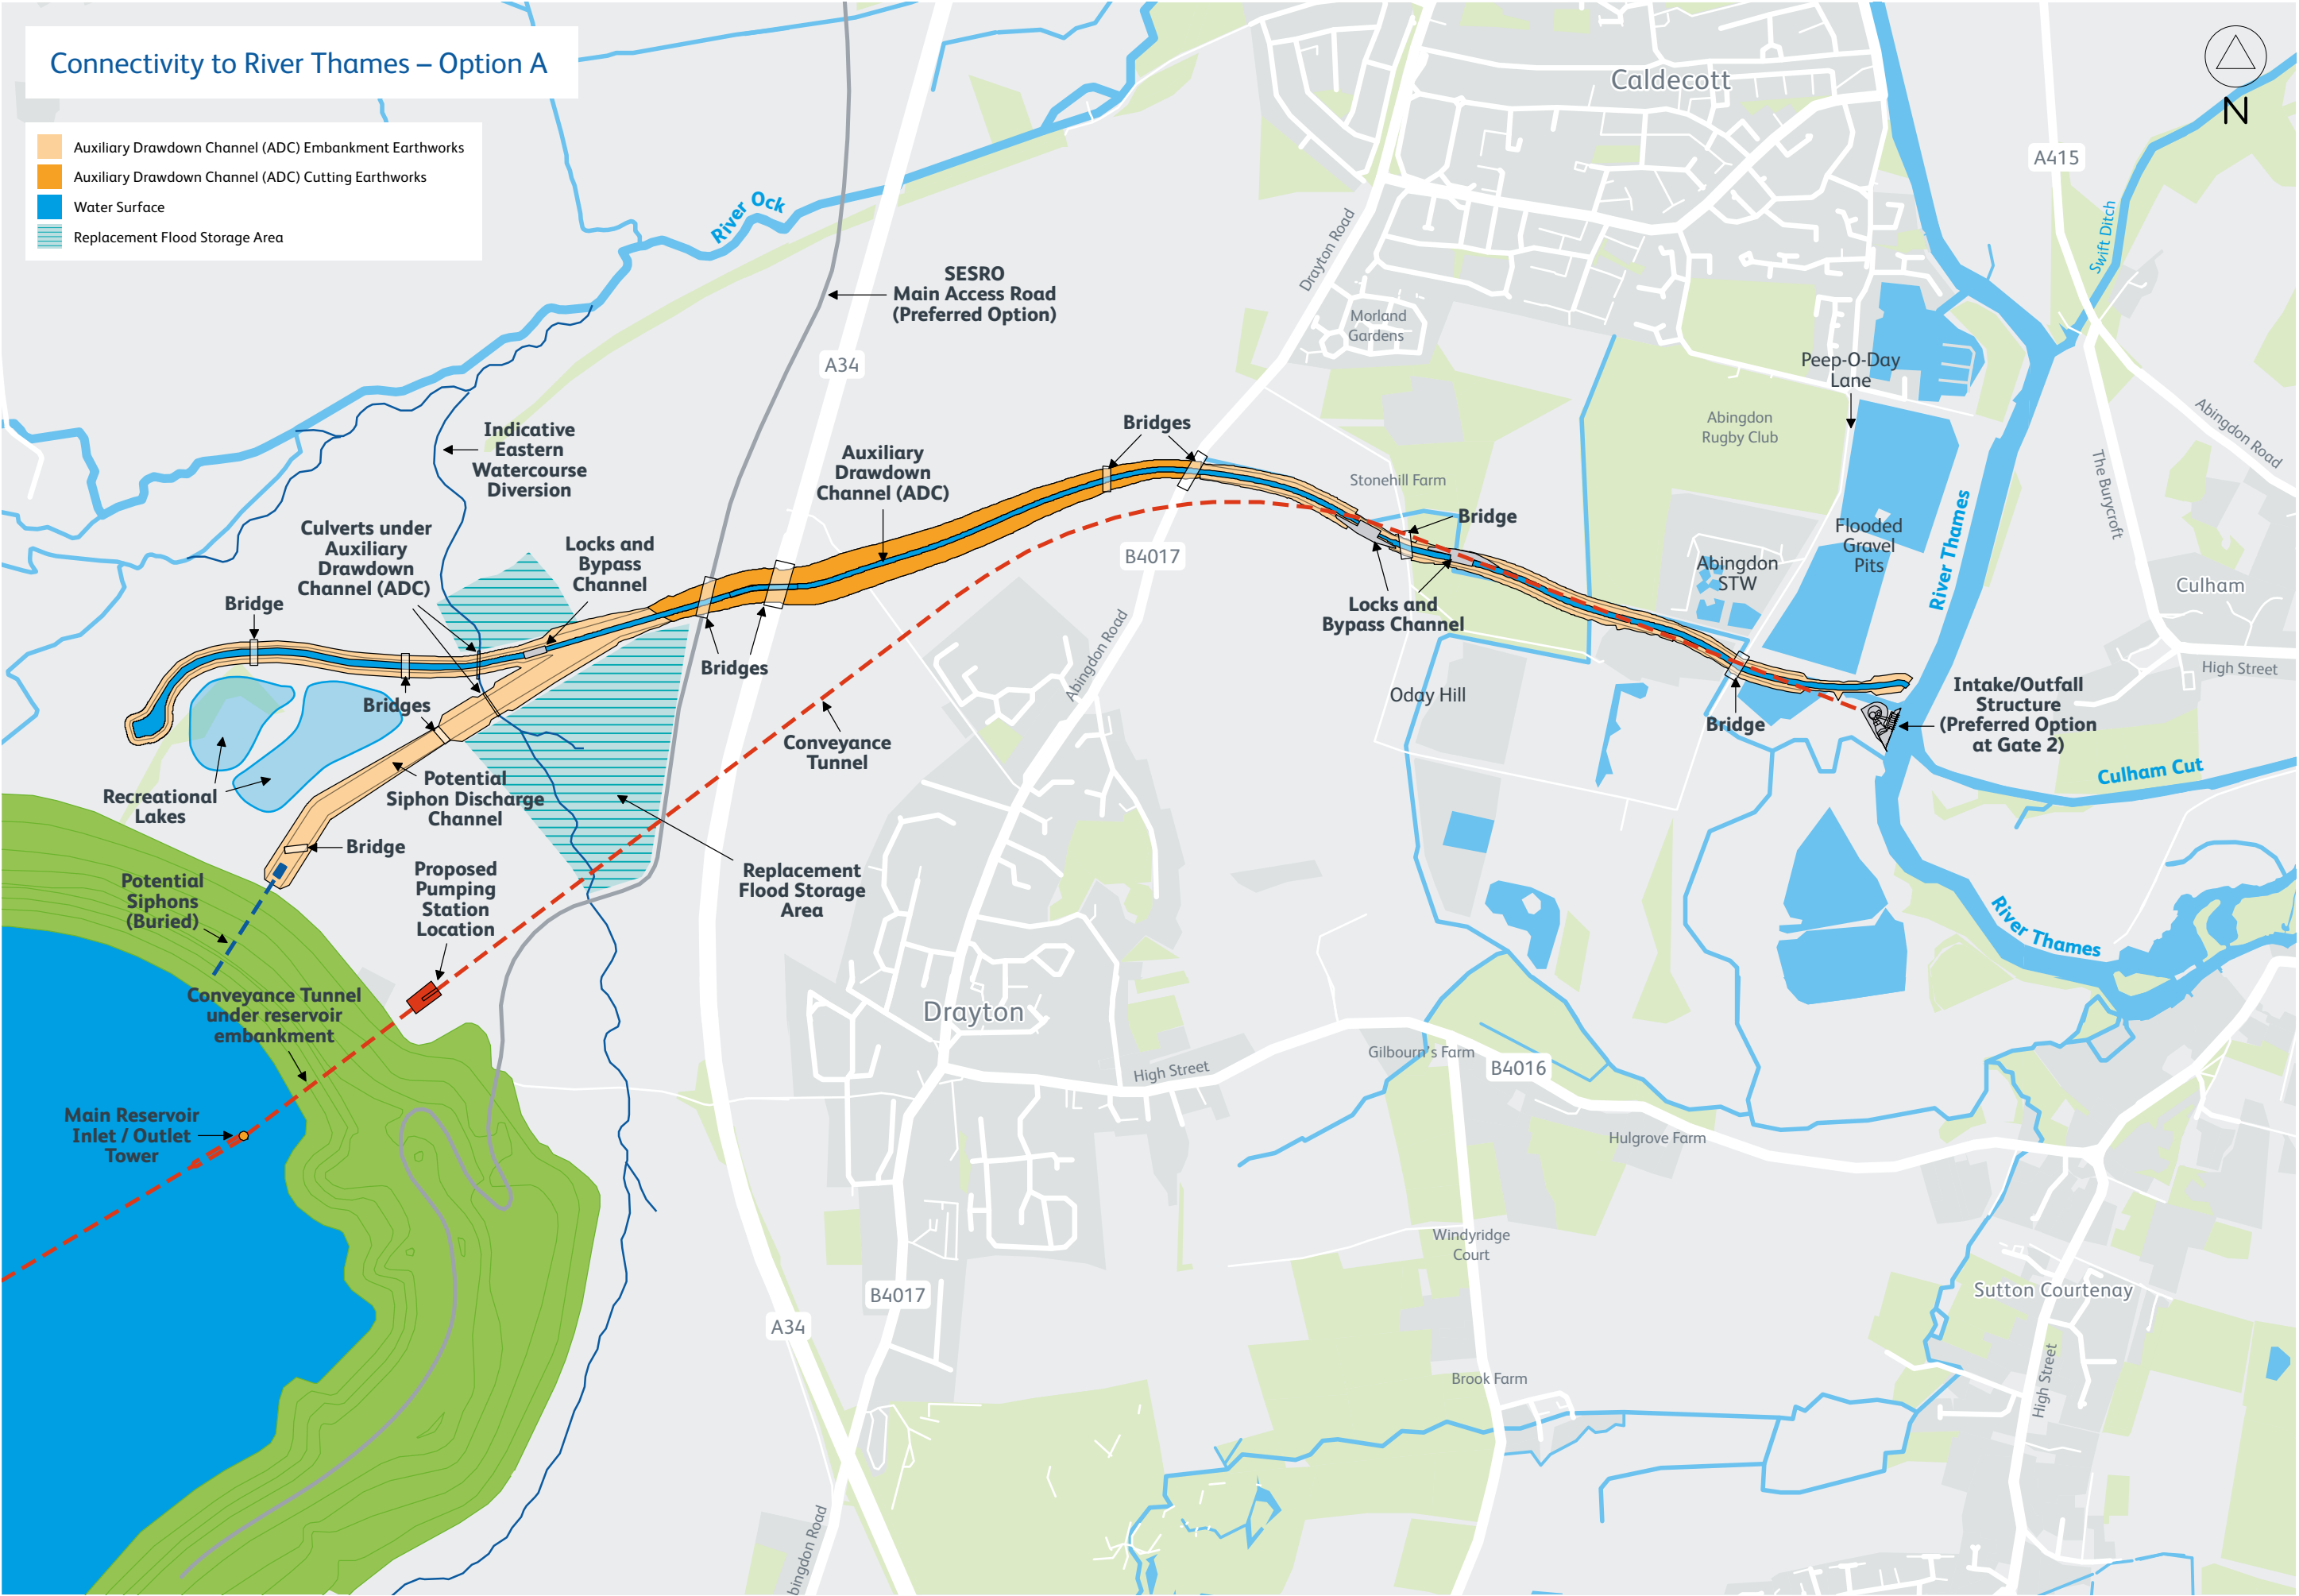 Connectivity to River Thames – Option A
Auxiliary Drawdown Channel (ADC) Embankment Earthworks
Auxiliary Drawdown Channel (ADC) Cutting Earthworks
Water Surface
Replacement Flood Storage Area
N
Caldecott
A415
Swift Ditch
River Ock
Drayton Road
SESRO
Main Access Road
(Preferred Option)
Morland
Gardens
A34
Peep-O-Day
Lane
Abingdon
Rugby Club
Abingdon Road
The Burycroft
Indicative
Eastern
Watercourse
Diversion
Bridges
Auxiliary
Drawdown
Channel (ADC)
Stonehill Farm
Bridge
Culverts under
Auxiliary
Drawdown
Channel (ADC)
Locks and
Bypass
Channel
Flooded
Gravel
Pits
River Thames
B4017
Abingdon
STW
Culham
Bridge
Locks and
Bypass Channel
Bridges
Abingdon Road
High Street
Oday Hill
Bridges
Bridge
Intake/Outfall
Structure
(Preferred Option
at Gate 2)
Conveyance
Tunnel
Culham Cut
Potential
Siphon Discharge
Channel
Recreational
Lakes
Bridge
Replacement
Flood Storage
Area
Proposed
Pumping
Station
Location
Potential
Siphons
(Buried)
River Thames
Conveyance Tunnel
under reservoir
embankment
Drayton
Gilbourn's Farm
B4016
High Street
Main Reservoir
Inlet / Outlet
Tower
Hulgrove Farm
Windyridge
Court
Sutton Courtenay
B4017
A34
Brook Farm
High Street
bingdon Road